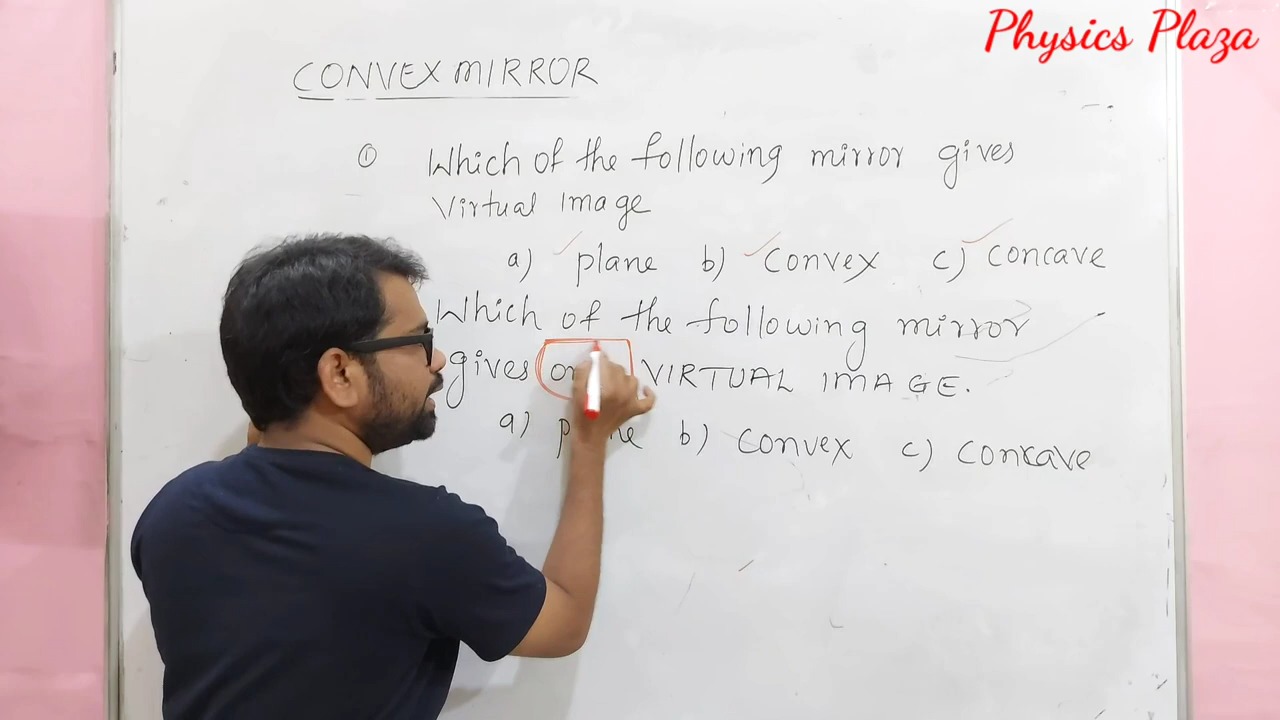 Physics Plaza
CONVEX MIRROR
① Which of the following mirror gives
Virtual Image
a) plane b) Convex c) Concave
Which of the following mirror
gives VIRTUAL IMAGE.
a) b) Convex c) Concave